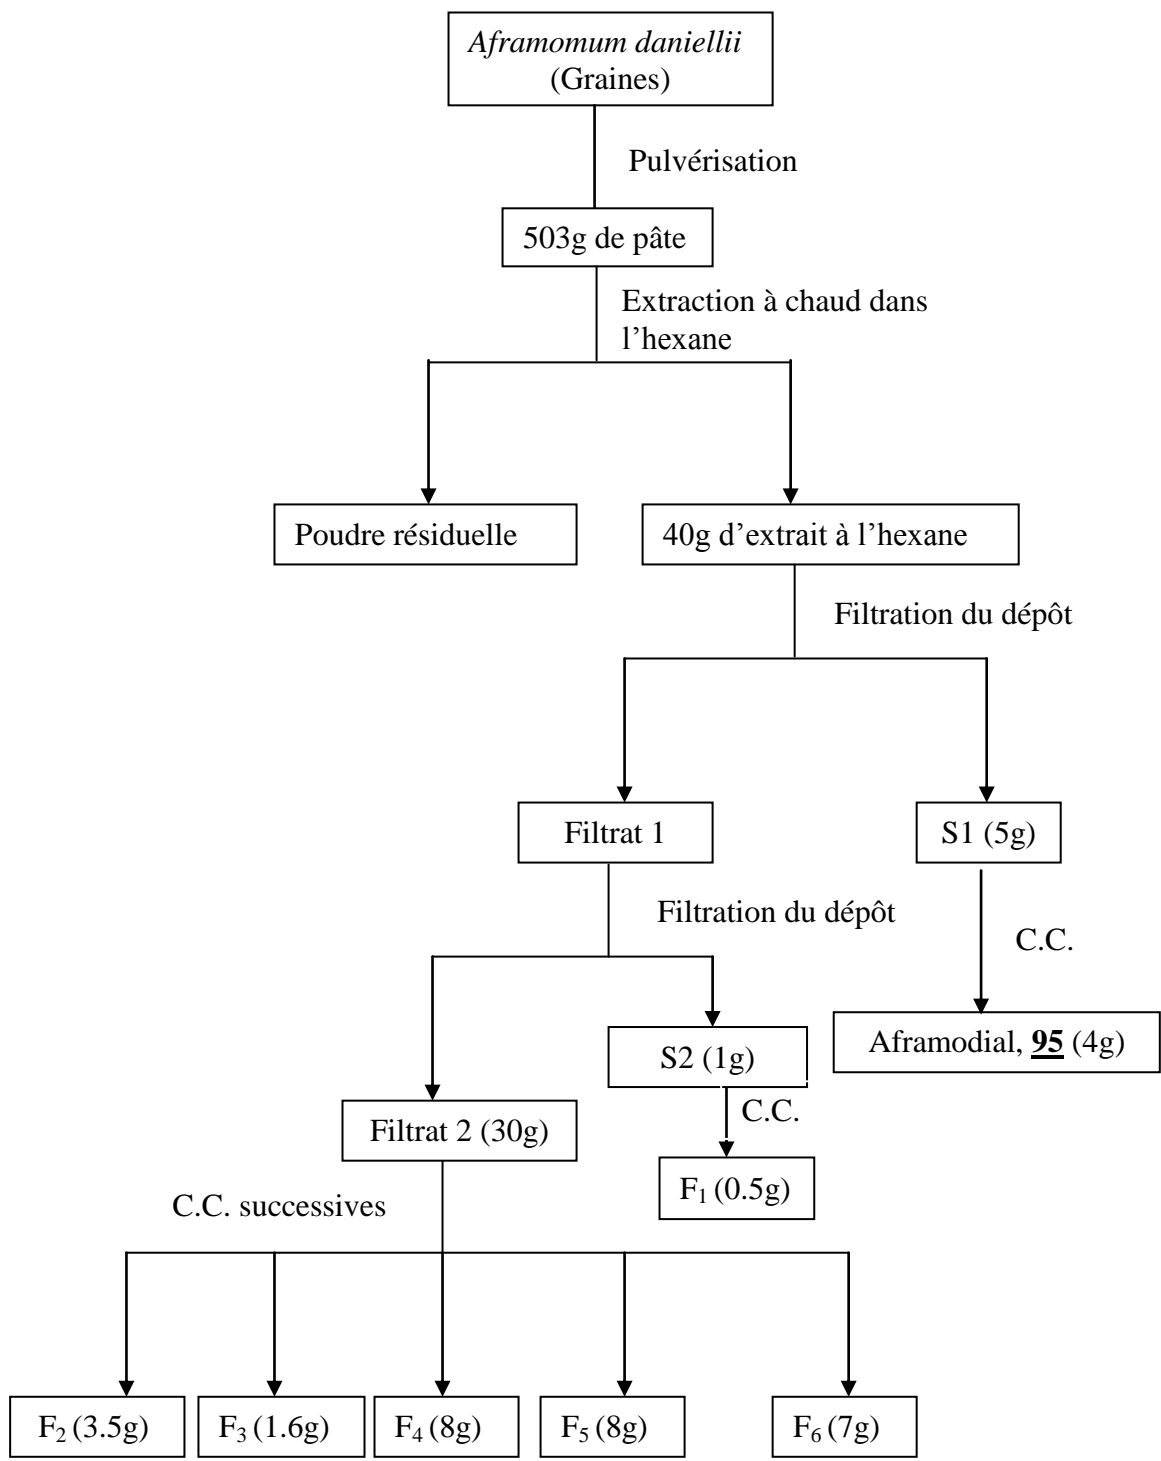 Aframomum daniellii
(Graines)
Pulvérisation
503g de pâte
Extraction à chaud dans
l’hexane
Poudre résiduelle
40g d’extrait à l’hexane
Filtration du dépôt
Filtrat 1
S1 (5g)
Filtration du dépôt
C.C.
Aframodial, 95 (4g)
S2 (1g)
C.C.
Filtrat 2 (30g)
F1 (0.5g)
C.C. successives
F2 (3.5g)
F3 (1.6g)
F4 (8g)
F5 (8g)
F6 (7g)